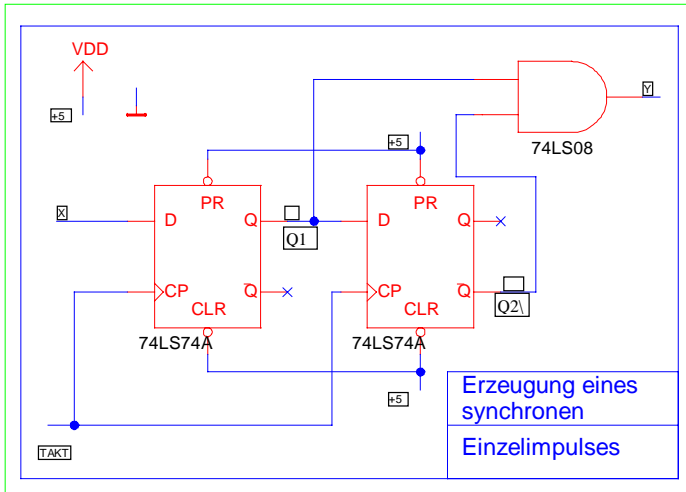 VDD
+5
Y
74LS08
+5
X
PR
D
Q
Q1
CP
Q̅
CLR
74LS74A
PR
D
Q
CP
Q̅
Q2\
CLR
74LS74A
+5
TAKT
Erzeugung eines
synchronen
Einzelimpulses